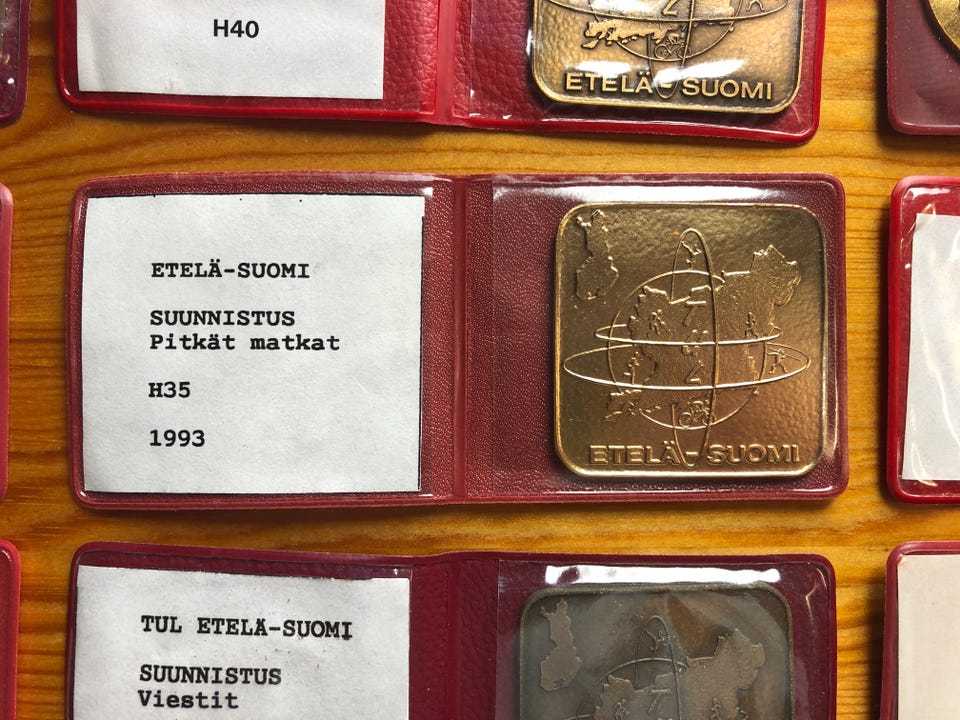 H40
ETELÄ-SUOMI
ETELÄ-SUOMI
SUUNNISTUS
Pitkät matkat
H35
1993
ETELÄ-SUOMI
TUL ETELÄ-SUOMI
SUUNNISTUS
Viestit